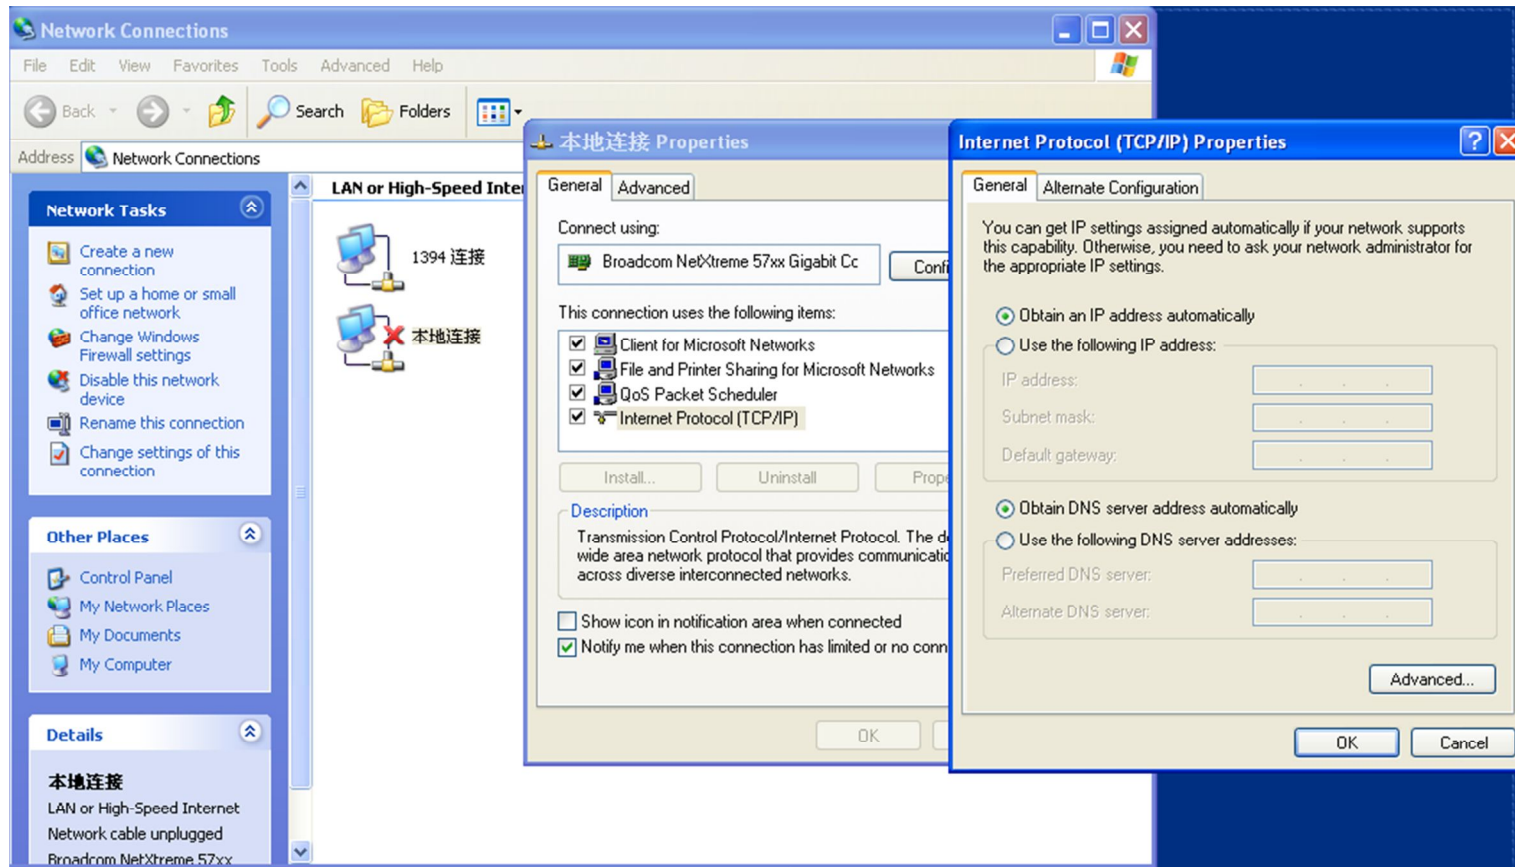 Network Connections
File Edit View Favorites Tools Advanced Help
Back Search Folders
Address Network Connections
Network Tasks
Create a new
connection
Set up a home or small
office network
Change Windows
Firewall settings
Disable this network
device
Rename this connection
Change settings of this
connection
Other Places
Control Panel
My Network Places
My Documents
My Computer
Details
本地连接
LAN or High-Speed Internet
Network cable unplugged
Broadcom NetXtreme 57xx
LAN or High-Speed Inte
1394 连接
本地连接
本地连接 Properties
General Advanced
Connect using:
Broadcom NetXtreme 57xx Gigabit Cc
Confi
This connection uses the following items:
Client for Microsoft Networks
File and Printer Sharing for Microsoft Networks
QoS Packet Scheduler
Internet Protocol (TCP/IP)
Install... Uninstall Prope
Description
Transmission Control Protocol/Internet Protocol. The de
wide area network protocol that provides communicatio
across diverse interconnected networks.
Show icon in notification area when connected
Notify me when this connection has limited or no conn
OK
Internet Protocol (TCP/IP) Properties
General Alternate Configuration
You can get IP settings assigned automatically if your network supports
this capability. Otherwise, you need to ask your network administrator for
the appropriate IP settings.
Obtain an IP address automatically
Use the following IP address:
IP address:
Subnet mask:
Default gateway:
Obtain DNS server address automatically
Use the following DNS server addresses:
Preferred DNS server:
Alternate DNS server:
Advanced...
OK Cancel